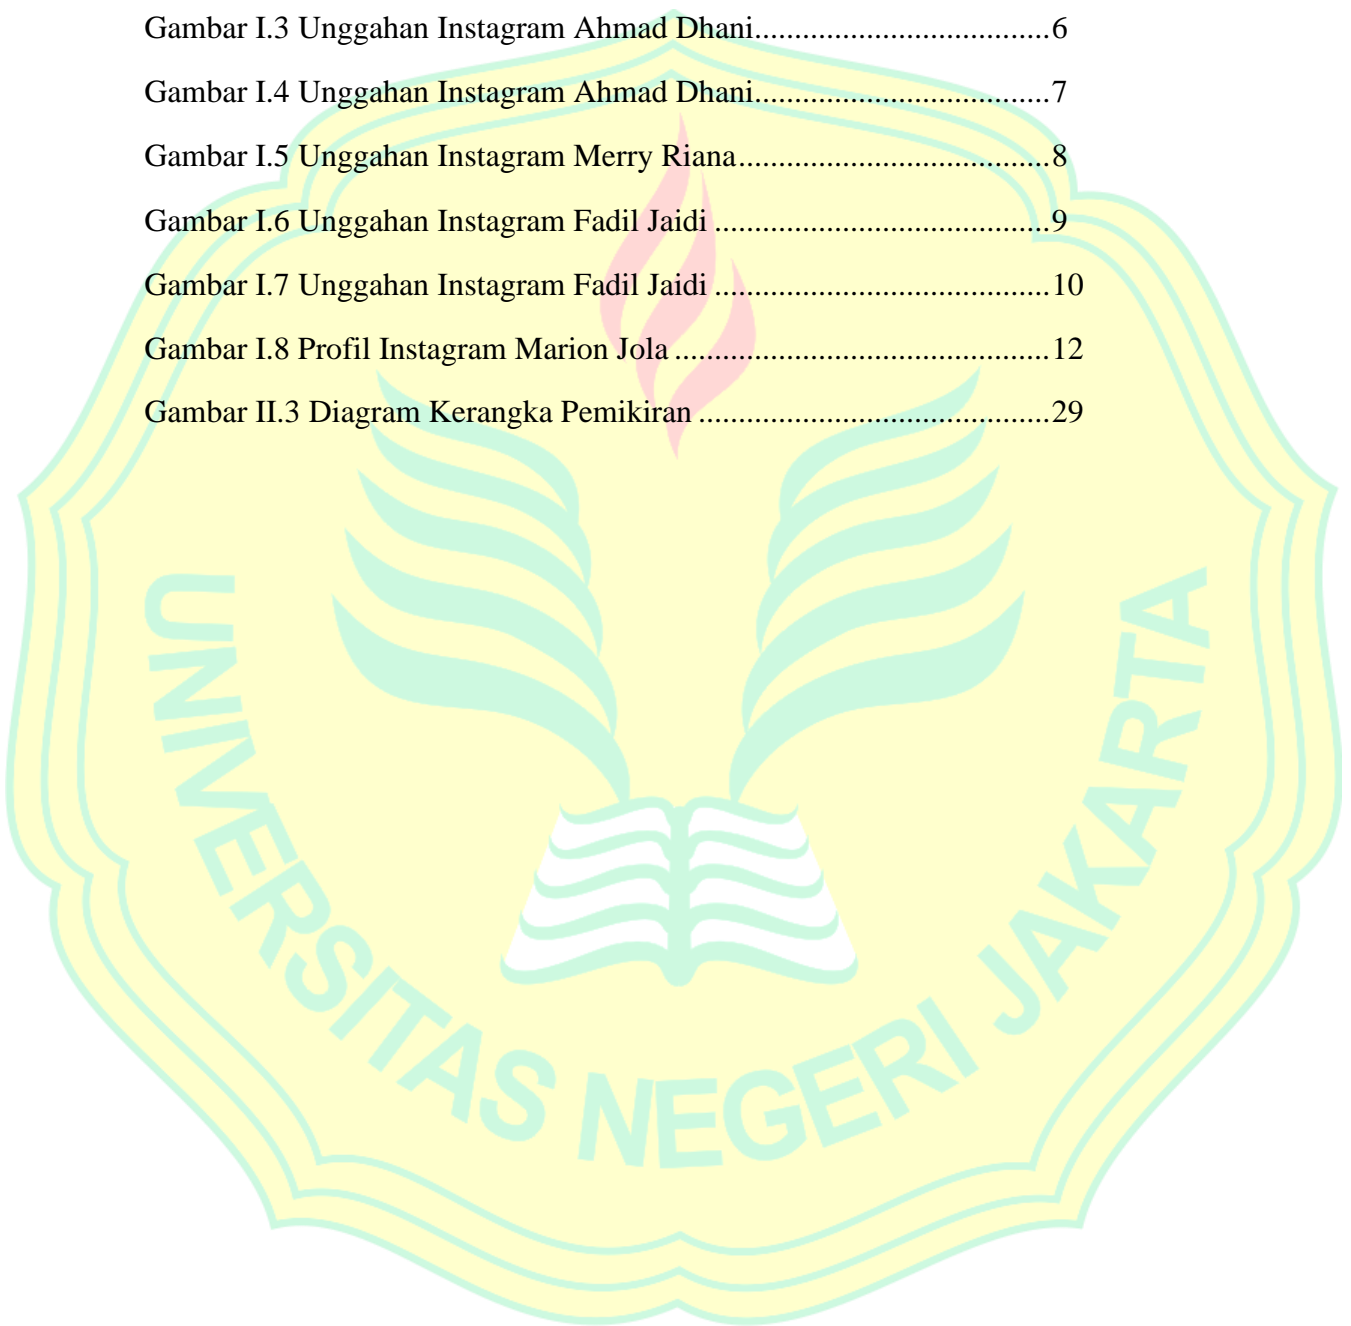 Gambar I.3 Unggahan Instagram Ahmad Dhani.....................................6
Gambar I.4 Unggahan Instagram Ahmad Dhani.....................................7
Gambar I.5 Unggahan Instagram Merry Riana.......................................8
Gambar I.6 Unggahan Instagram Fadil Jaidi ..........................................9
Gambar I.7 Unggahan Instagram Fadil Jaidi ..........................................10
Gambar I.8 Profil Instagram Marion Jola ...............................................12
Gambar II.3 Diagram Kerangka Pemikiran ............................................29
UNIVERSITAS NEGERI JAKARTA